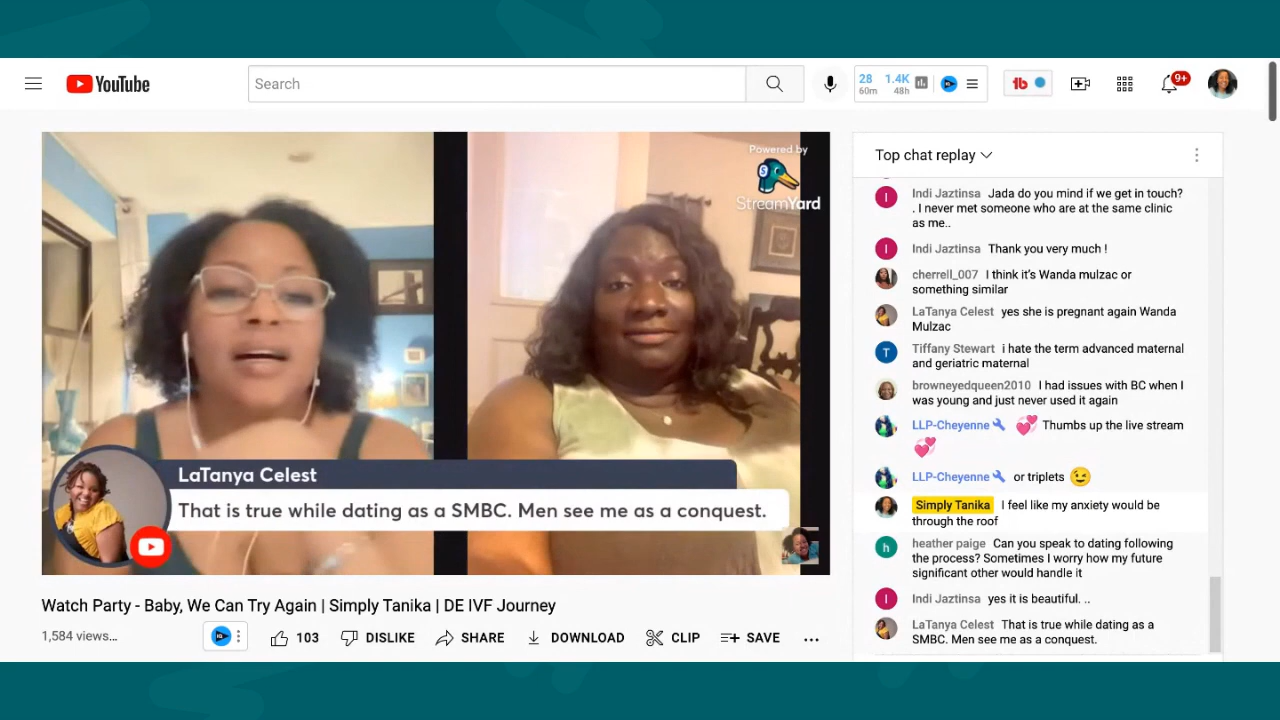 YouTube
Search
28 60m
1.4K 48h
9+
Powered by
StreamYard
LaTanya Celest
That is true while dating as a SMBC. Men see me as a conquest.
Watch Party - Baby, We Can Try Again | Simply Tanika | DE IVF Journey
1,584 views...
103
DISLIKE
SHARE
DOWNLOAD
CLIP
SAVE
Top chat replay
Indi Jaztinsa Jada do you mind if we get in touch?
. I never met someone who are at the same clinic
as me..
Indi Jaztinsa Thank you very much !
cherrell_007 I think it's Wanda mulzac or
something similar
LaTanya Celest yes she is pregnant again Wanda
Mulzac
Tiffany Stewart i hate the term advanced maternal
and geriatric maternal
browneyedqueen2010 I had issues with BC when I
was young and just never used it again
LLP-Cheyenne 💞 Thumbs up the live stream
💞
LLP-Cheyenne or triplets 😉
Simply Tanika I feel like my anxiety would be
through the roof
heather paige Can you speak to dating following
the process? Sometimes I worry how my future
significant other would handle it
Indi Jaztinsa yes it is beautiful. ..
LaTanya Celest That is true while dating as a
SMBC. Men see me as a conquest.